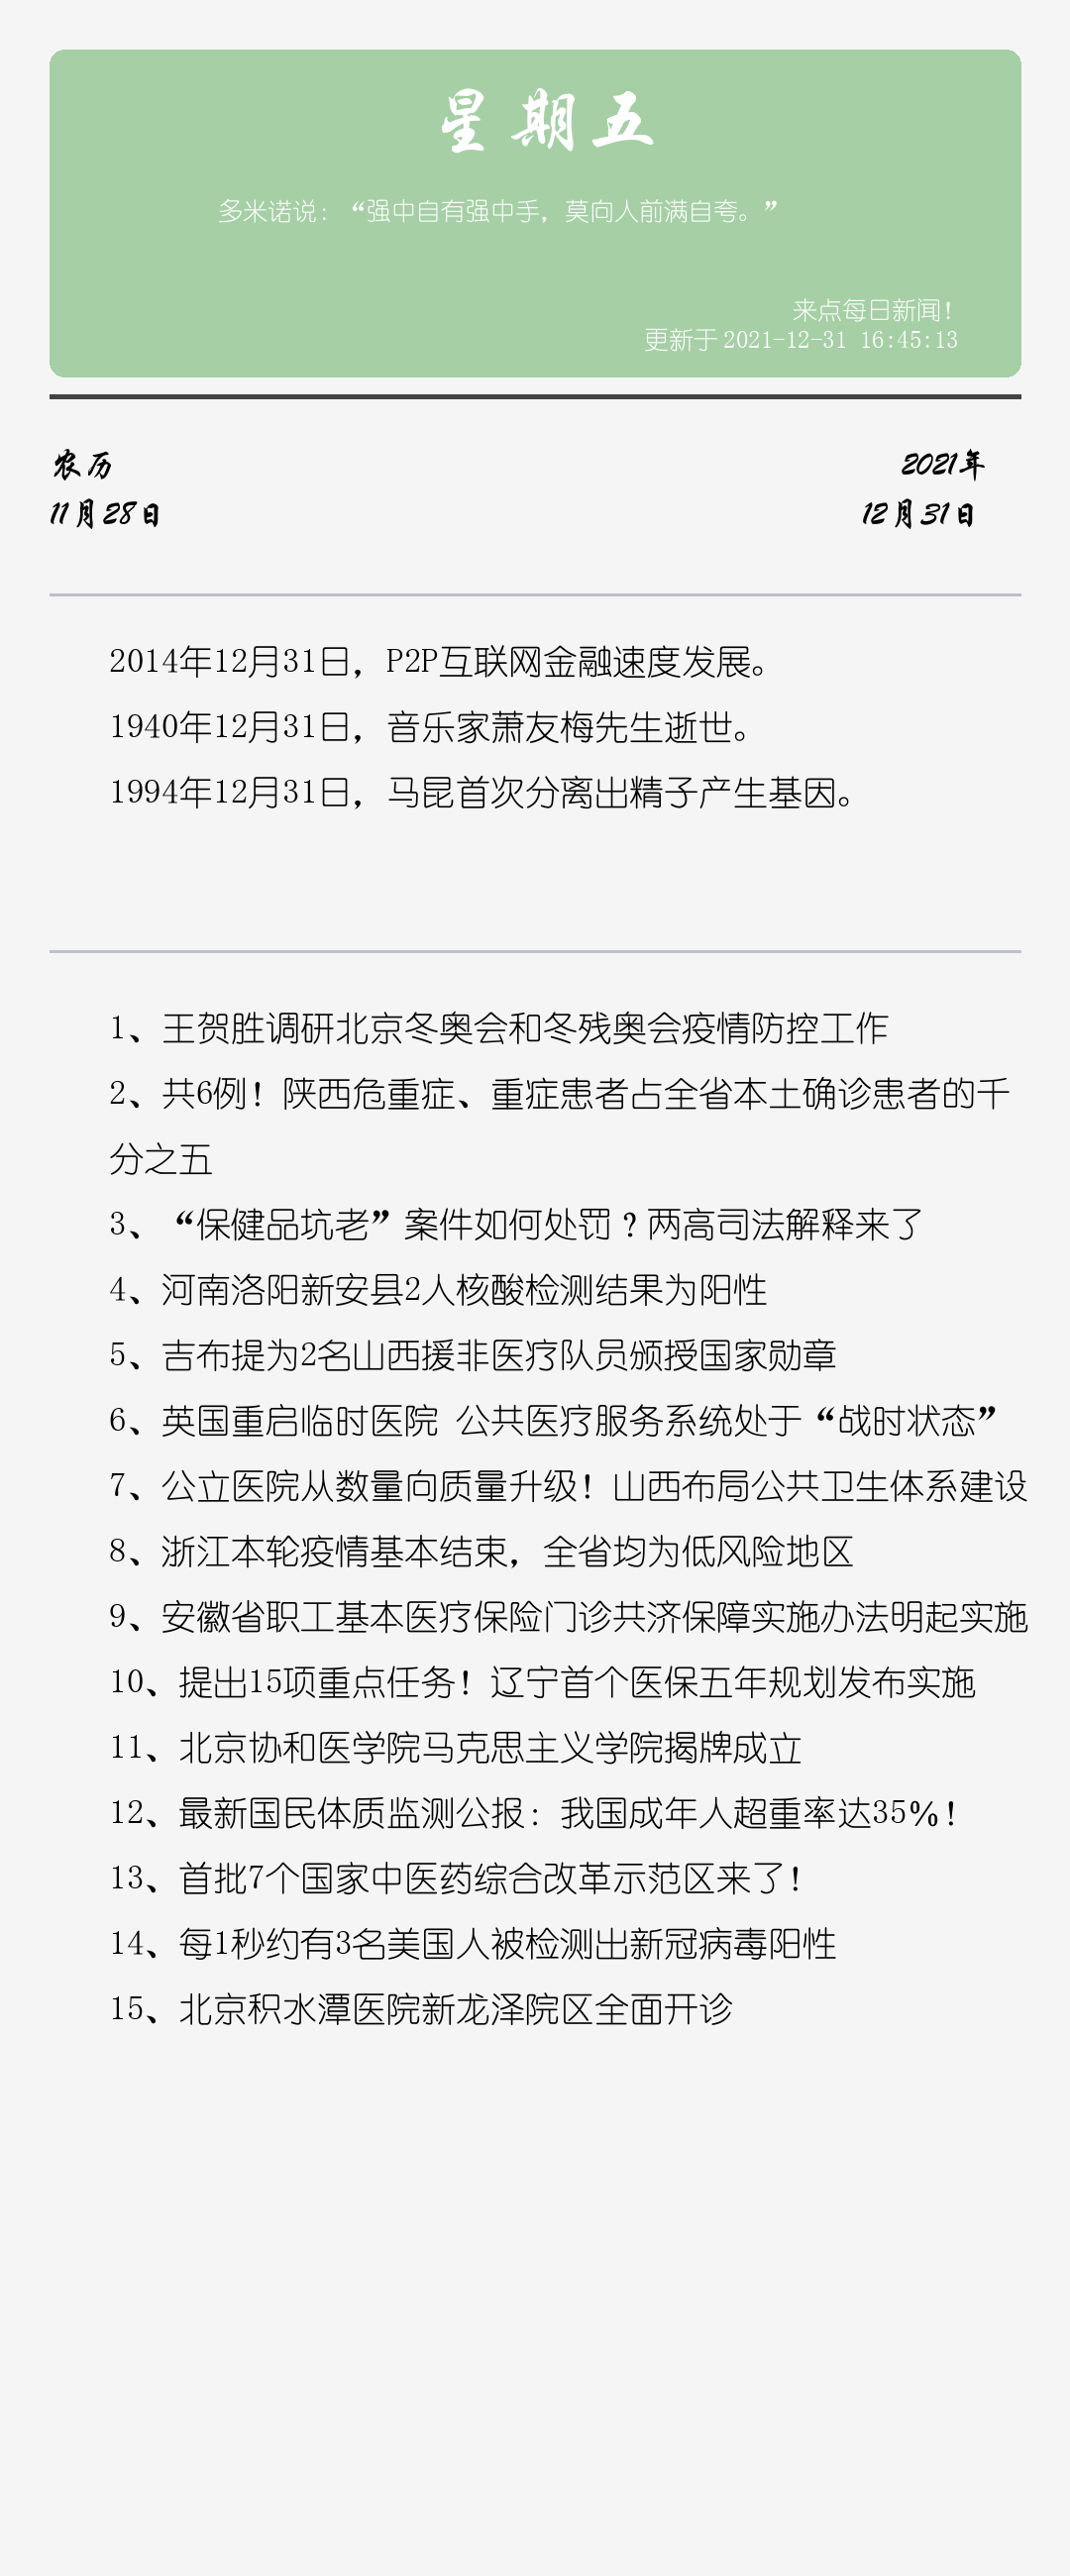 星期五
多米诺说：“强中自有强中手，莫向人前满自夸。”
来点每日新闻！
更新于2021-12-31 16:45:13
农历
2021年
11月28日
12月31日
2014年12月31日，P2P互联网金融速度发展。
1940年12月31日，音乐家萧友梅先生逝世。
1994年12月31日，马昆首次分离出精子产生基因。
1、王贺胜调研北京冬奥会和冬残奥会疫情防控工作
2、共6例！陕西危重症、重症患者占全省本土确诊患者的千
分之五
3、“保健品坑老”案件如何处罚？两高司法解释来了
4、河南洛阳新安县2人核酸检测结果为阳性
5、吉布提为2名山西援非医疗队员颁授国家勋章
6、英国重启临时医院 公共医疗服务系统处于“战时状态”
7、公立医院从数量向质量升级！山西布局公共卫生体系建设
8、浙江本轮疫情基本结束，全省均为低风险地区
9、安徽省职工基本医疗保险门诊共济保障实施办法明起实施
10、提出15项重点任务！辽宁首个医保五年规划发布实施
11、北京协和医学院马克思主义学院揭牌成立
12、最新国民体质监测公报：我国成年人超重率达35%！
13、首批7个国家中医药综合改革示范区来了！
14、每1秒约有3名美国人被检测出新冠病毒阳性
15、北京积水潭医院新龙泽院区全面开诊